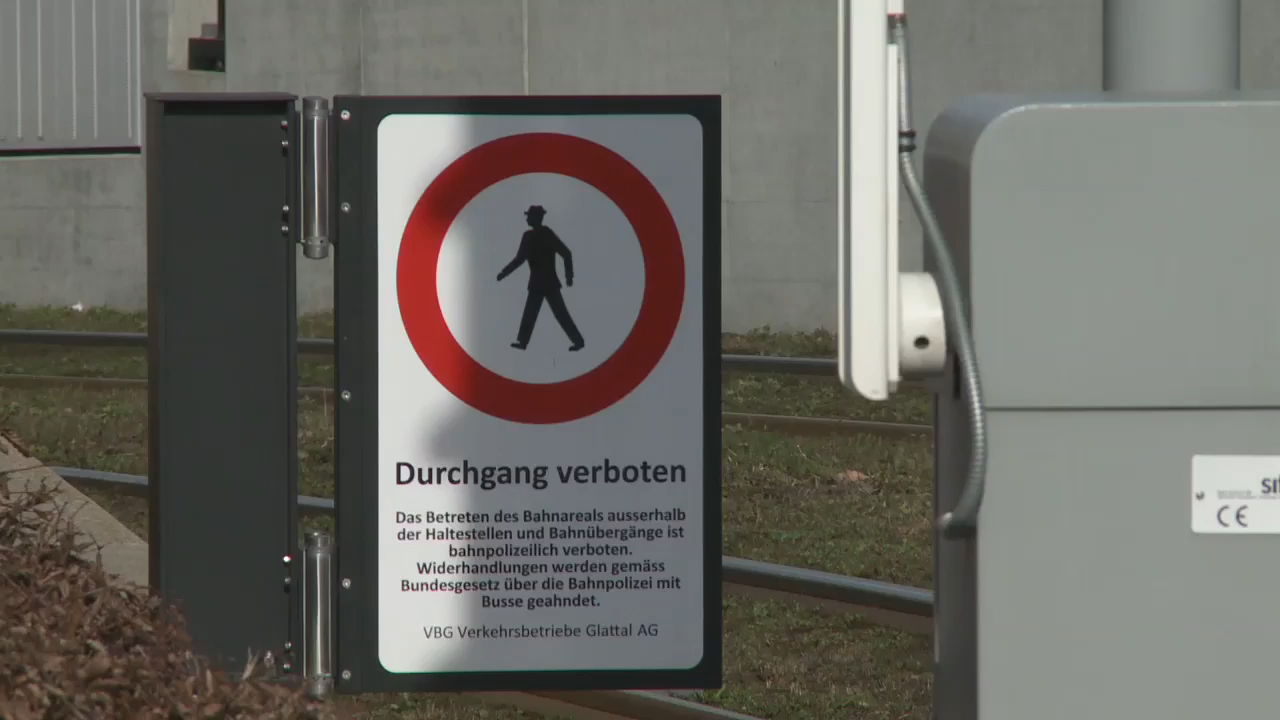 Durchgang verboten
Das Betreten des Bahnareals ausserhalb
der Haltestellen und Bahnübergänge ist
bahnpolizeilich verboten.
Widerhandlungen werden gemäss
Bundesgesetz über die Bahnpolizei mit
Busse geahndet.
VBG Verkehrsbetriebe Glattal AG
CE